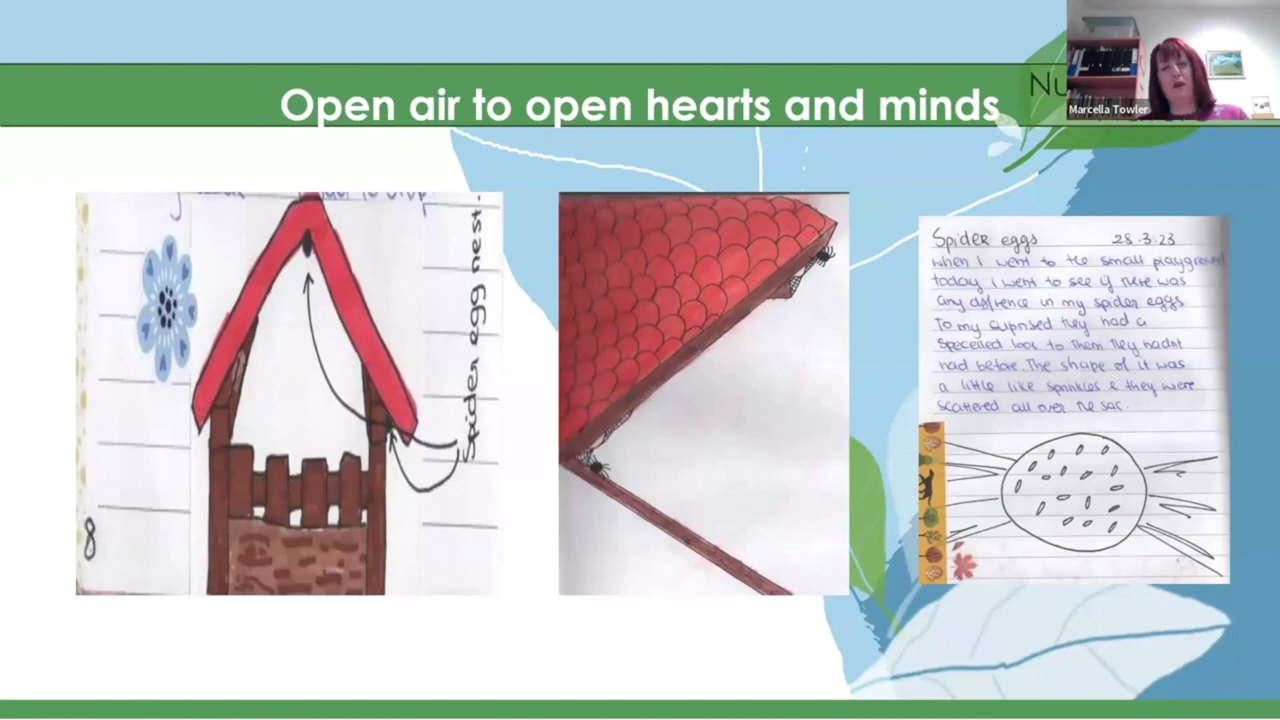 Open air to open hearts and minds
Nu
Marcella Towler
Spider egg nest.
8
Spider eggs 28.3.23
when I went to the small playground
today i went to see if there was
any diffrence in my spider eggs
To my suprised they had a
specelled look to them they hadnt
had before. The shape of it was
a little like sprinkles & they were
scattered all over the sac.